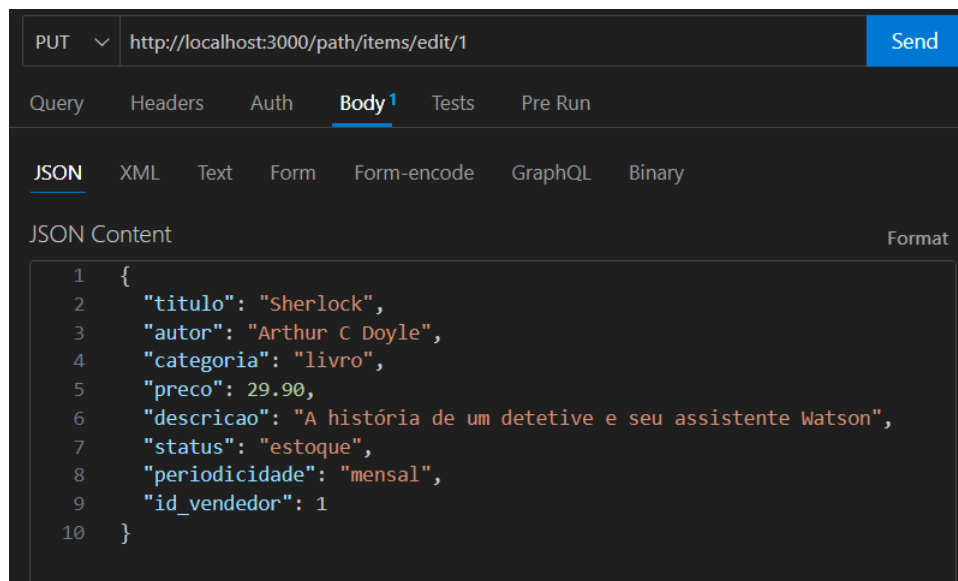 PUT http://localhost:3000/path/items/edit/1 Send
Query Headers Auth Body 1 Tests Pre Run
JSON XML Text Form Form-encode GraphQL Binary
JSON Content Format
1 {
2 "titulo": "Sherlock",
3 "autor": "Arthur C Doyle",
4 "categoria": "livro",
5 "preco": 29.90,
6 "descricao": "A história de um detetive e seu assistente Watson",
7 "status": "estoque",
8 "periodicidade": "mensal",
9 "id_vendedor": 1
10 }